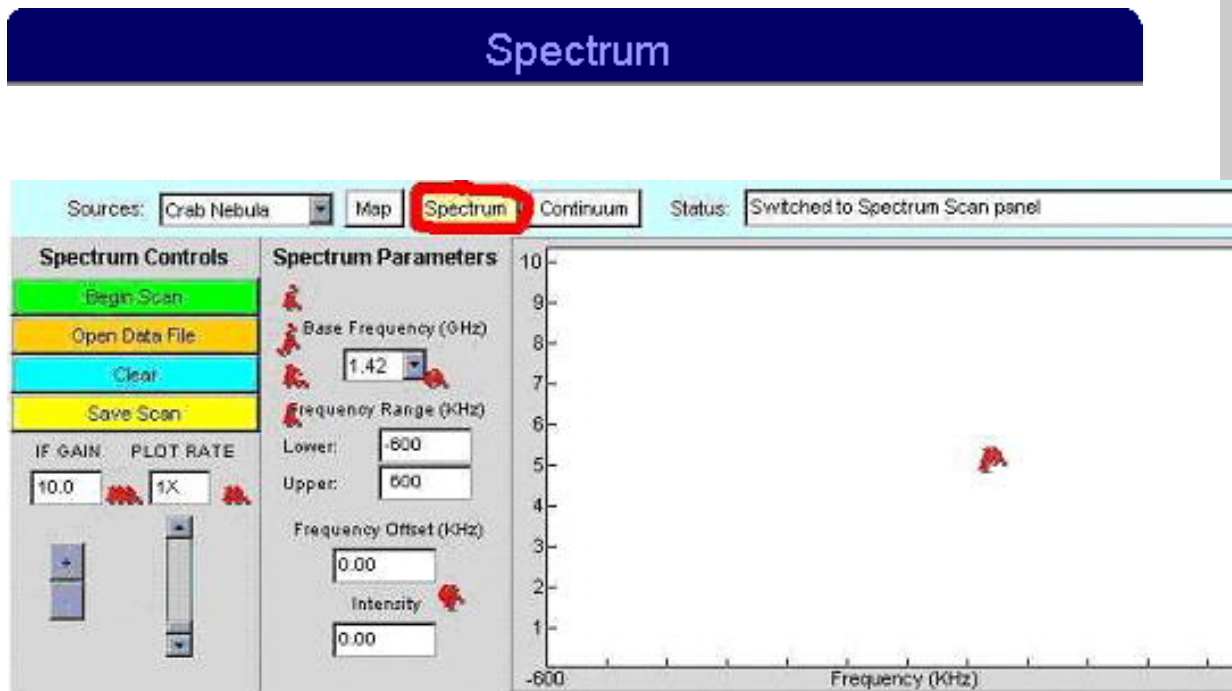 Spectrum
Sources: Crab Nebula Map Spectrum Continuum Status: Switched to Spectrum Scan panel
Spectrum Controls
Begin Scan
Open Data File
Clear
Save Scan
IF GAIN PLOT RATE
10.0 1X
+
-
Spectrum Parameters
Base Frequency (GHz)
1.42
Frequency Range (KHz)
Lower: -600
Upper: 600
Frequency Offset (KHz)
0.00
Intensity
0.00
10
9
8
7
6
5
4
3
2
1
-600 Frequency (KHz)